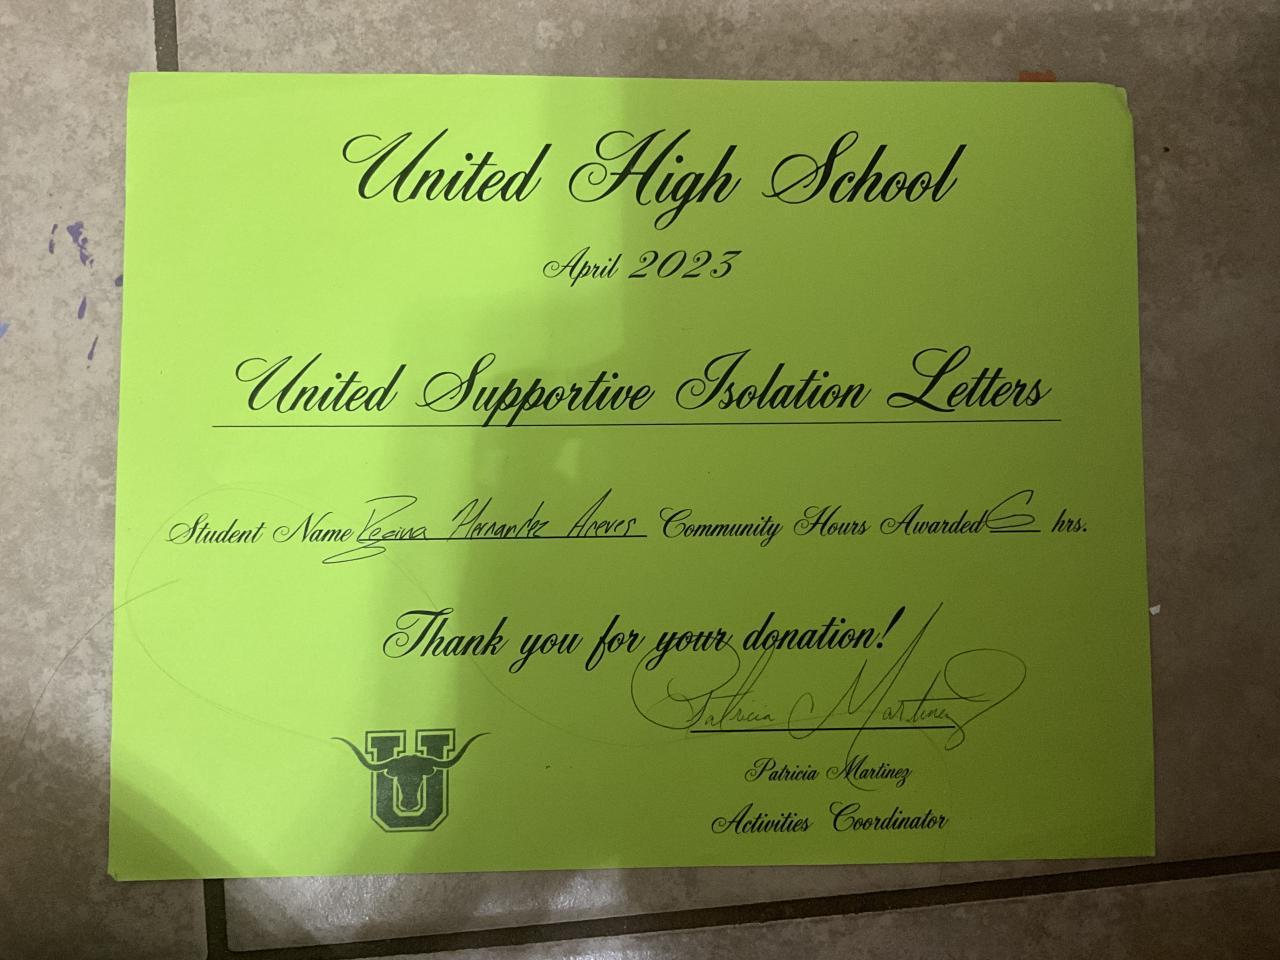 United High School
April 2023
United Supportive Isolation Letters
Student Name Regina Hernandez Community Hours Awarded 6 hrs.
Thank you for your donation!
Patricia Martinez
Patricia Martinez
Activities Coordinator
U